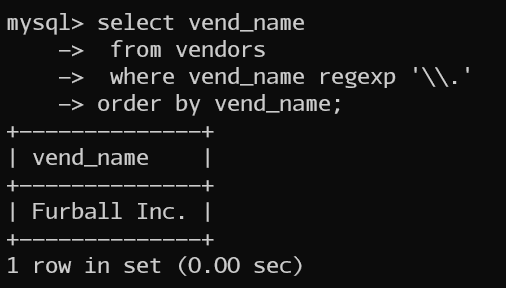 mysql> select vend_name
    ->  from vendors
    ->  where vend_name regexp '\\.'
    -> order by vend_name;
+--------------+
| vend_name    |
+--------------+
| Furball Inc. |
+--------------+
1 row in set (0.00 sec)